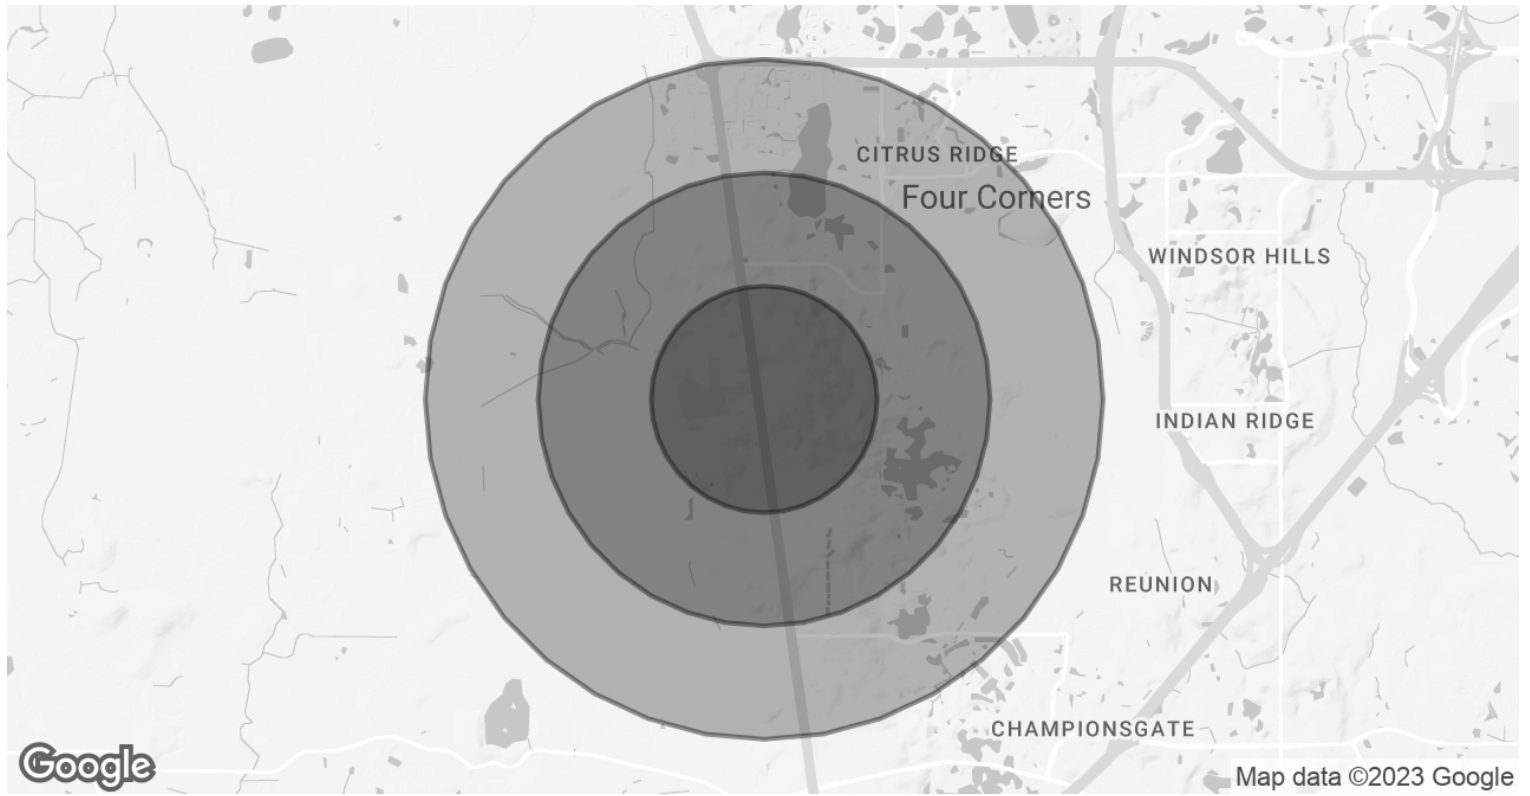 CITRUS RIDGE
Four Corners
WINDSOR HILLS
INDIAN RIDGE
REUNION
CHAMPIONSGATE
Google
Map data ©2023 Google